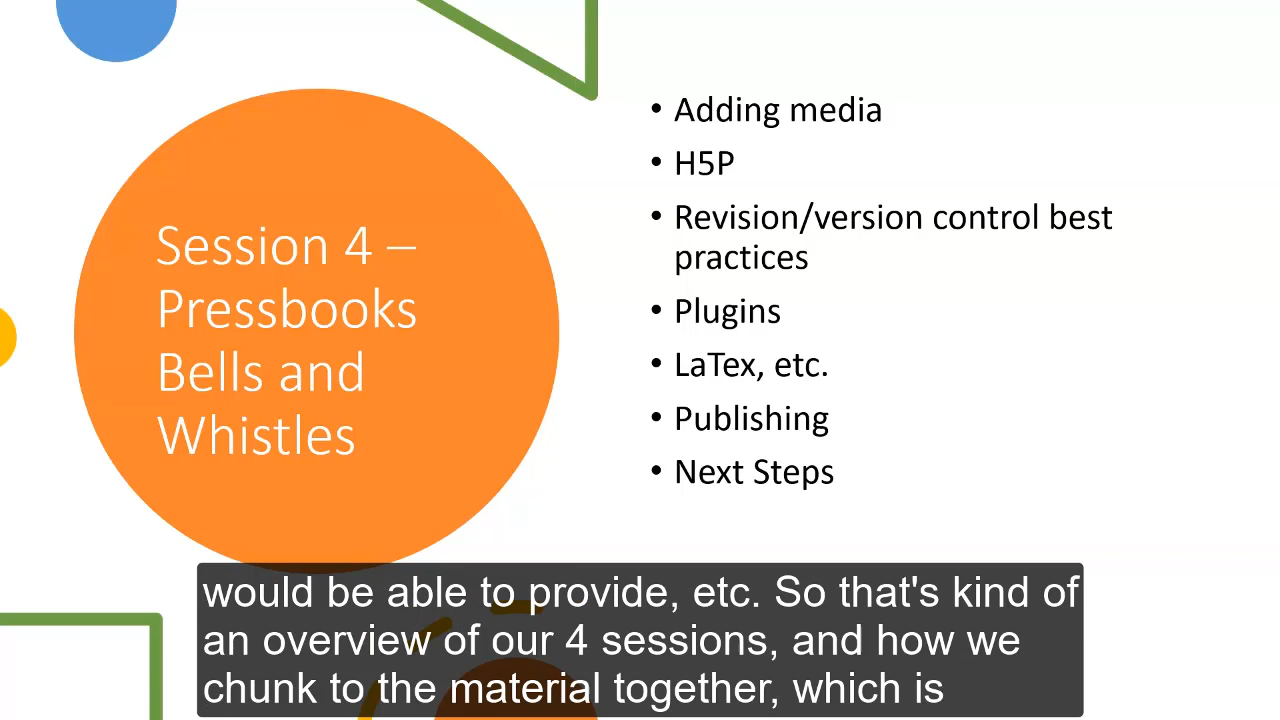 Session 4 –
Pressbooks
Bells and
Whistles
• Adding media
• H5P
• Revision/version control best
practices
• Plugins
• LaTex, etc.
• Publishing
• Next Steps
would be able to provide, etc. So that's kind of
an overview of our 4 sessions, and how we
chunk to the material together, which is